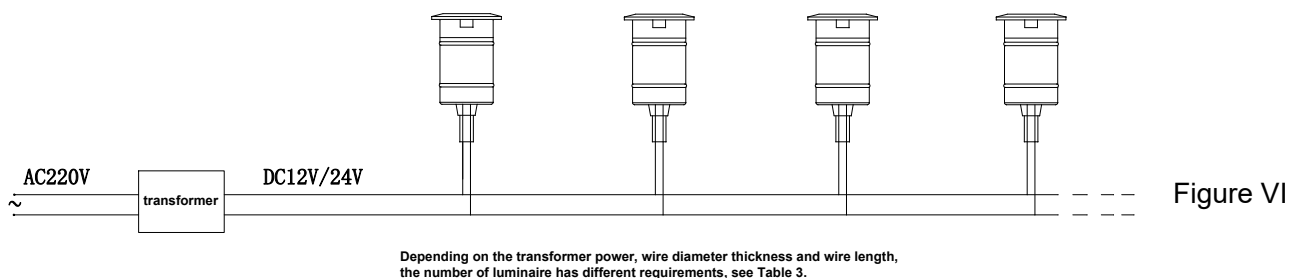 AC220V
~
transformer
DC12V/24V
Figure VI
Depending on the transformer power, wire diameter thickness and wire length,
the number of luminaire has different requirements, see Table 3.